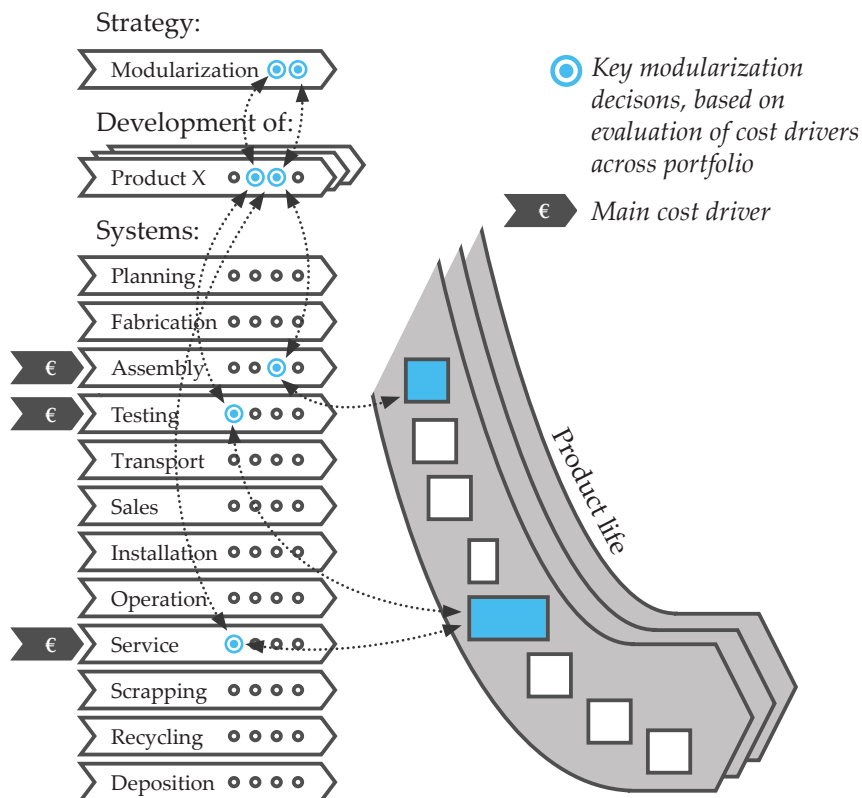 Strategy:
Modularization
Development of:
Product X
Systems:
Planning
Fabrication
€ Assembly
€ Testing
Transport
Sales
Installation
Operation
€ Service
Scrapping
Recycling
Deposition
Key modularization
decisons, based on
evaluation of cost drivers
across portfolio
€ Main cost driver
Product life